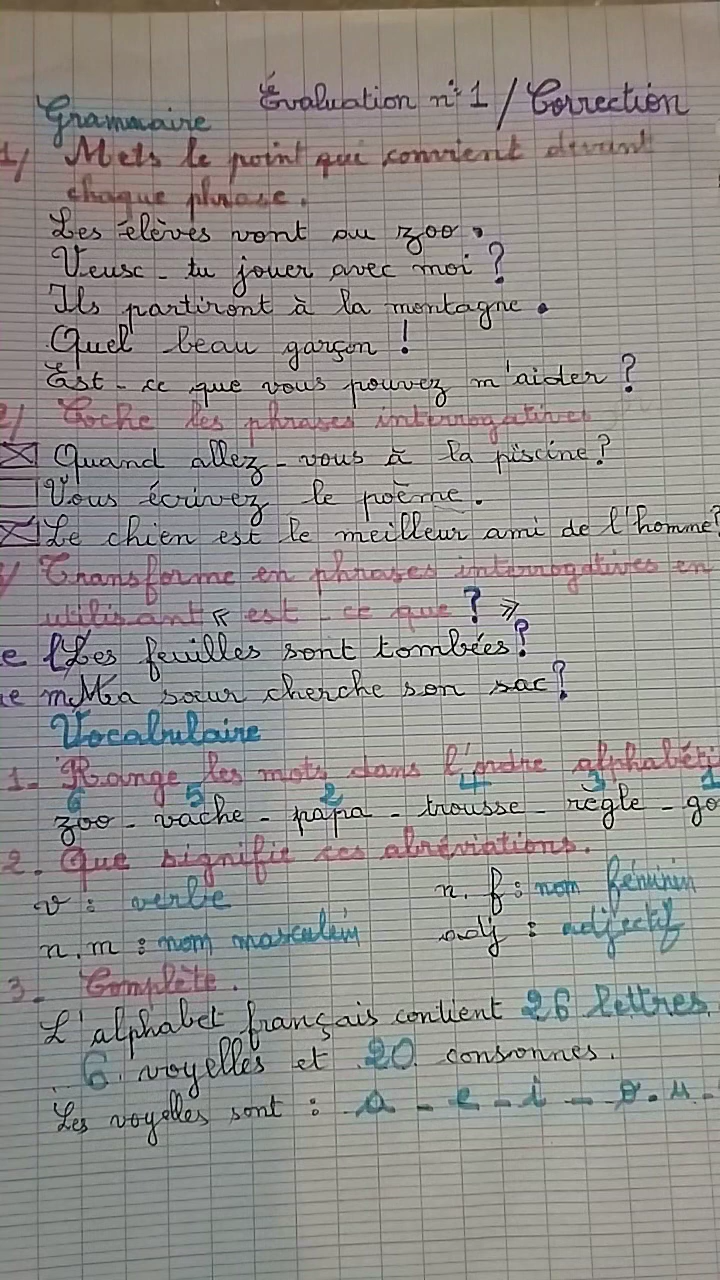 Évaluation n°1 / Correction
Grammaire
1/ Mets le point qui convient devant
chaque phrase.
Les élèves vont au zoo.
Veux-tu jouer avec moi ?
Ils partiront à la montagne.
Quel beau garçon !
Est-ce que vous pouvez m'aider ?
2/ Coche les phrases interrogatives
Quand allez-vous à la piscine ?
Vous écrivez le poème.
Le chien est le meilleur ami de l'homme?
/ Transforme en phrases interrogatives en
utilisant « est-ce que ? »
e l Les feuilles sont tombées ?
e m Ma sœur cherche son sac ?
Vocabulaire
1- Range les mots dans l'ordre alphabéti
6 5 2 4 3 1
zoo - vache - papa - trousse - règle - go
2. Que signifie ces abréviations.
v : verbe n. f : nom féminin
n. m : nom masculin adj : adjectif
3- Complète.
L'alphabet français contient 26 lettres.
6 voyelles et 20 consonnes.
Les voyelles sont : a - e - i - o - u -